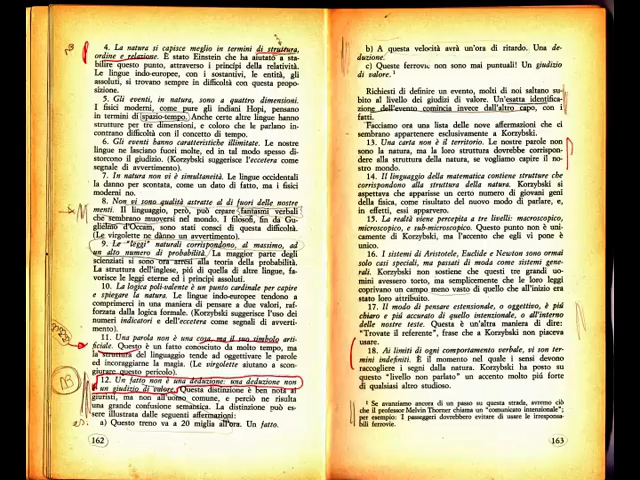 4. La natura si capisce meglio in termini di struttura,
ordine e relazione. È stato Einstein che ha aiutato a sta-
bilire questo punto, attraverso i principi della relatività.
Le lingue indo-europee, con i sostantivi, le entità, gli
assoluti, si trovano sempre in difficoltà con questa propo-
sizione.
5. Gli eventi, in natura, sono a quattro dimensioni.
I fisici moderni, come pure gli indiani Hopi, pensano
in termini di spazio-tempo. Anche certe altre lingue hanno
strutture per tre dimensioni, e coloro che le parlano in-
contrano difficoltà con il concetto di tempo.
6. Gli eventi hanno caratteristiche illimitate. Le nostre
lingue ne lasciano fuori molte, ed in tal modo spesso di-
storcono il giudizio. (Korzybski suggerisce l'eccetera come
segnale di avvertimento).
7. In natura non vi è simultaneità. Le lingue occidentali
la danno per scontata, come un dato di fatto, ma i fisici
moderni no.
8. Non vi sono qualità astratte al di fuori delle nostre
menti. Il linguaggio, però, può creare fantasmi verbali
che sembrano muoversi nel mondo. I filosofi, fin da Gu-
glielmo d'Occam, sono stati consci di questa difficoltà.
(Le virgolette ne danno un avvertimento).
9. Le "leggi" naturali corrispondono, al massimo, ad
un alto numero di probabilità. La maggior parte degli
scienziati si sono ora arresi alla teoria della probabilità.
La struttura dell'inglese, più di quella di altre lingue, fa-
vorisce le leggi eterne ed i principi assoluti.
10. La logica poli-valente è un punto cardinale per capire
e spiegare la natura. Le lingue indo-europee tendono a
comprimerci in una maniera di pensare a due valori, raf-
forzata dalla logica formale. (Korzybski suggerisce l'uso dei
numeri indicatori e dell'eccetera come segnali di avverti-
mento).
11. Una parola non è una cosa, ma il suo simbolo arti-
ficiale. Questo è un fatto conosciuto da molto tempo, ma
la struttura del linguaggio tende ad oggettivare le parole
ed incoraggiarne la magia. (Le virgolette aiutano a scon-
giurare questo pericolo).
12. Un fatto non è una deduzione: una deduzione non
è un giudizio di valore. Questa distinzione è ben nota ai
giuristi, ma non all'uomo comune, e perciò ne risulta
una grande confusione semantica. La distinzione può es-
sere illustrata dalle seguenti affermazioni:
a) Questo treno va a 20 miglia all'ora. Un fatto.
162
b) A questa velocità avrà un'ora di ritardo. Una de-
duzione.
c) Queste ferrovie non sono mai puntuali! Un giudizio
di valore.¹
Richiesti di definire un evento, molti di noi saltano su-
bito al livello dei giudizi di valore. Un'esatta identifica-
zione dell'evento comincia invece dall'altro capo, con i
fatti.
Facciamo ora una lista delle nove affermazioni che ci
sembrano appartenere esclusivamente a Korzybski.
13. Una carta non è il territorio. Le nostre parole non
sono la natura, ma la loro struttura dovrebbe corrispon-
dere alla struttura della natura, se vogliamo capire il no-
stro mondo.
14. Il linguaggio della matematica contiene strutture che
corrispondono alla struttura della natura. Korzybski si
aspettava che apparisse un certo numero di giovani geni
della fisica, come risultato del nuovo modo di parlare, e,
in effetti, essi apparvero.
15. La realtà viene percepita a tre livelli: macroscopico,
microscopico, e sub-microscopico. Questo punto non è uni-
camente di Korzybski, ma l'accento che egli vi pone è
unico.
16. I sistemi di Aristotele, Euclide e Newton sono ormai
solo casi speciali, ma passati di moda come sistemi gene-
rali. Korzybski non sostiene che questi tre grandi uo-
mini avessero torto, ma semplicemente che le loro leggi
coprivano un campo meno vasto di quello che all'inizio era
stato loro attribuito.
17. Il modo di pensare estensionale, o oggettivo, è più
chiaro e più accurato di quello intenzionale, o all'interno
delle nostre teste. Questa è un'altra maniera di dire:
"Trovate il referente", frase che a Korzybski non piaceva
usare.
18. Ai limiti di ogni comportamento verbale, vi son ter-
mini indefiniti. È il momento nel quale i sensi devono
raccogliere i segni dalla natura. Korzybski ha posto su
questo "livello non parlato" un accento molto più forte
di qualsiasi altro studioso.
¹ Se avanziamo ancora di un passo su questa strada, avremo ciò
che il professor Melvin Thorner chiama un "comunicato intenzionale";
per esempio: I passeggeri dovrebbero evitare di usare le irresponsa-
bili ferrovie.
163